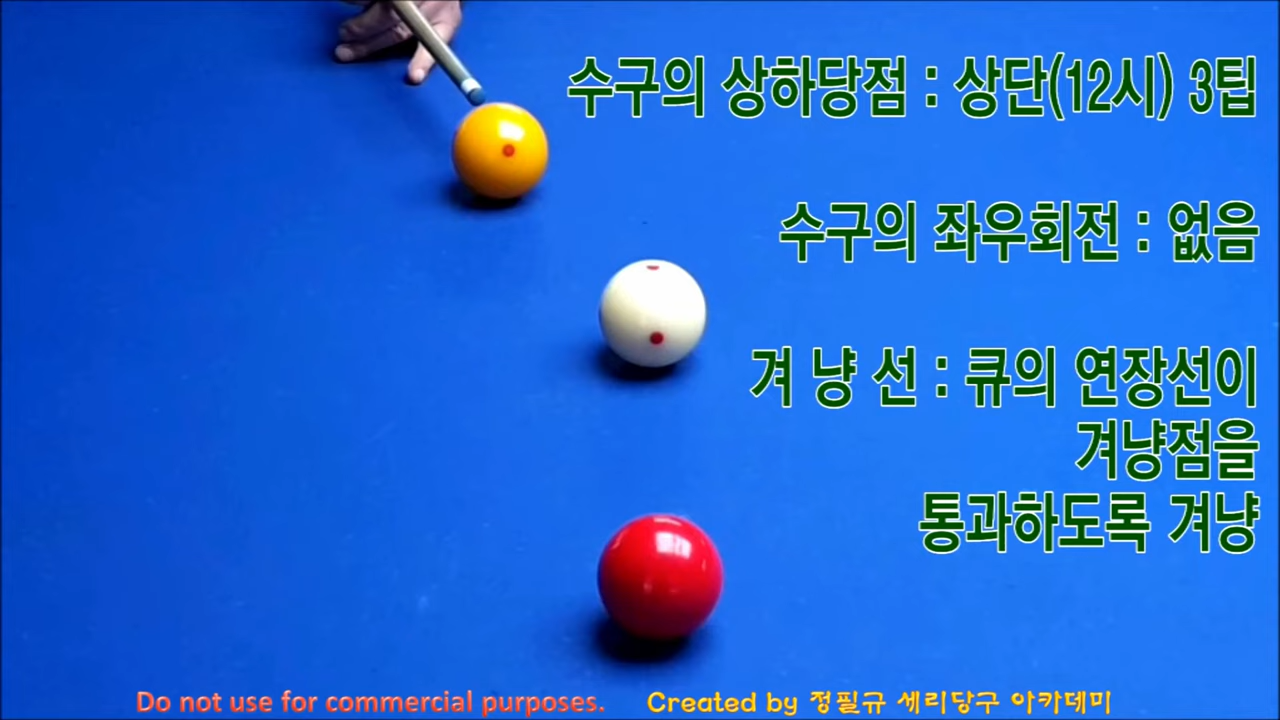 수구의 상하당점 : 상단(12시) 3팁
수구의 좌우회전 : 없음
겨 냥 선 : 큐의 연장선이
겨냥점을
통과하도록 겨냥
Do not use for commercial purposes. Created by 정필규 세리당구 아카데미